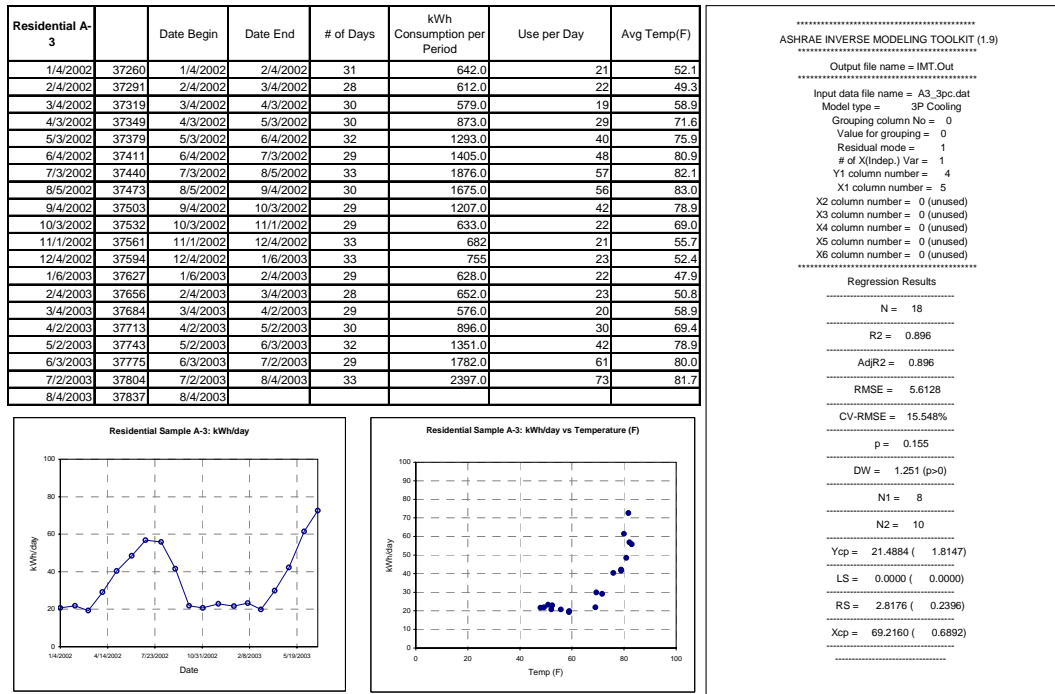 Residential A-3 Date Begin Date End # of Days kWh Consumption per Period Use per Day Avg Temp(F)
1/4/2002 37260 1/4/2002 2/4/2002 31 642.0 21 52.1
2/4/2002 37291 2/4/2002 3/4/2002 28 612.0 22 49.3
3/4/2002 37319 3/4/2002 4/3/2002 30 579.0 19 58.9
4/3/2002 37349 4/3/2002 5/3/2002 30 873.0 29 71.6
5/3/2002 37379 5/3/2002 6/4/2002 32 1293.0 40 75.9
6/4/2002 37411 6/4/2002 7/3/2002 29 1405.0 48 80.9
7/3/2002 37440 7/3/2002 8/5/2002 33 1876.0 57 82.1
8/5/2002 37473 8/5/2002 9/4/2002 30 1675.0 56 83.0
9/4/2002 37503 9/4/2002 10/3/2002 29 1207.0 42 78.9
10/3/2002 37532 10/3/2002 11/1/2002 29 633.0 22 69.0
11/1/2002 37561 11/1/2002 12/4/2002 33 682 21 55.7
12/4/2002 37594 12/4/2002 1/6/2003 33 755 23 52.4
1/6/2003 37627 1/6/2003 2/4/2003 29 628.0 22 47.9
2/4/2003 37656 2/4/2003 3/4/2003 28 652.0 23 50.8
3/4/2003 37684 3/4/2003 4/2/2003 29 576.0 20 58.9
4/2/2003 37713 4/2/2003 5/2/2003 30 896.0 30 69.4
5/2/2003 37743 5/2/2003 6/3/2003 32 1351.0 42 78.9
6/3/2003 37775 6/3/2003 7/2/2003 29 1782.0 61 80.0
7/2/2003 37804 7/2/2003 8/4/2003 33 2397.0 73 81.7
8/4/2003 37837 8/4/2003
Residential Sample A-3: kWh/day
100
80
60
40
20
0
kWh/day
1/4/2002 4/14/2002 7/23/2002 10/31/2002 2/8/2003 5/19/2003
Date
Residential Sample A-3: kWh/day vs Temperature (F)
100
90
80
70
60
50
40
30
20
10
0
kWh/day
0 20 40 60 80 100
Temp (F)
********************************************
ASHRAE INVERSE MODELING TOOLKIT (1.9)
********************************************
Output file name = IMT.Out
********************************************
Input data file name = A3_3pc.dat
Model type = 3P Cooling
Grouping column No = 0
Value for grouping = 0
Residual mode = 1
# of X(Indep.) Var = 1
Y1 column number = 4
X1 column number = 5
X2 column number = 0 (unused)
X3 column number = 0 (unused)
X4 column number = 0 (unused)
X5 column number = 0 (unused)
X6 column number = 0 (unused)
********************************************
Regression Results
--------------------------------------
N = 18
--------------------------------------
R2 = 0.896
--------------------------------------
AdjR2 = 0.896
--------------------------------------
RMSE = 5.6128
--------------------------------------
CV-RMSE = 15.548%
--------------------------------------
p = 0.155
--------------------------------------
DW = 1.251 (p>0)
--------------------------------------
N1 = 8
--------------------------------------
N2 = 10
--------------------------------------
Ycp = 21.4884 ( 1.8147)
--------------------------------------
LS = 0.0000 ( 0.0000)
--------------------------------------
RS = 2.8176 ( 0.2396)
--------------------------------------
Xcp = 69.2160 ( 0.6892)
--------------------------------------
---------------------------------